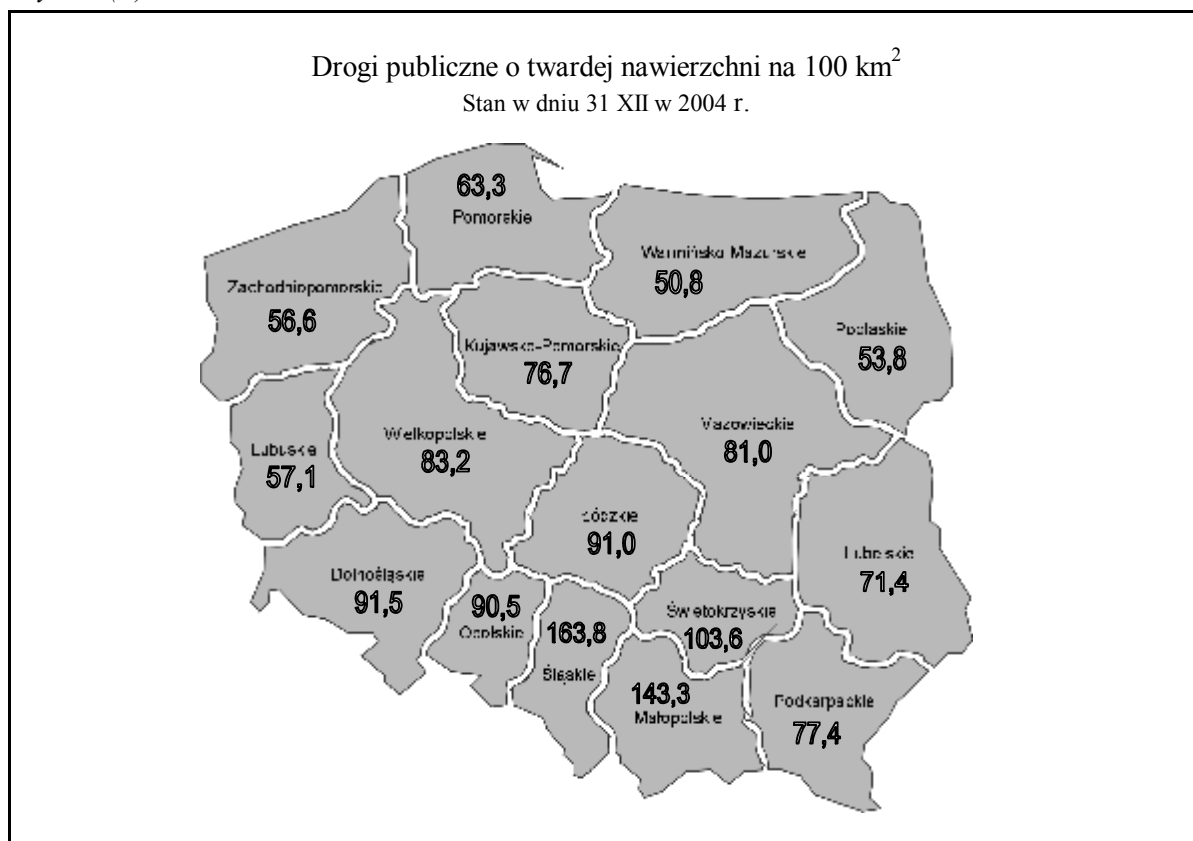 Drogi publiczne o twardej nawierzchni na 100 km²
Stan w dniu 31 XII w 2004 r.
63,3
Pomorskie
Warmińsko-Mazurskie
50,8
Zachodniopomorskie
56,6
Podlaskie
53,8
Kujawsko-Pomorskie
76,7
Mazowieckie
81,0
Wielkopolskie
83,2
Lubuskie
57,1
Łódzkie
91,0
Lubelskie
71,4
Dolnośląskie
91,5
90,5
Opolskie
163,8
Śląskie
Świętokrzyskie
103,6
143,3
Małopolskie
Podkarpackie
77,4